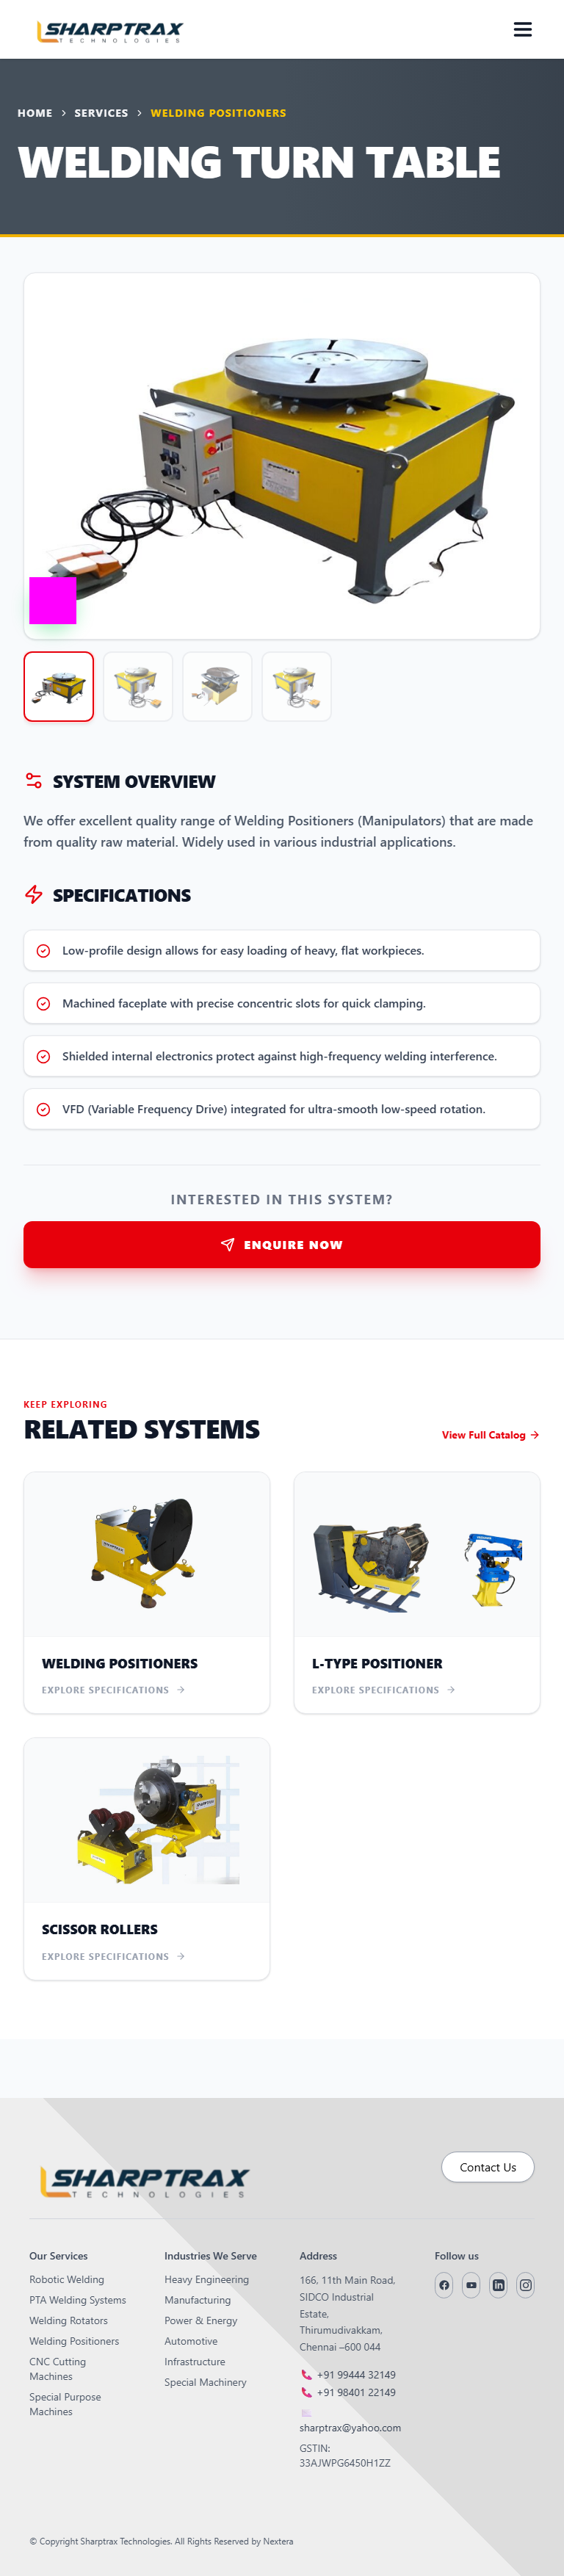 SHARPTRAX
TECHNOLOGIES
HOME > SERVICES > WELDING POSITIONERS
WELDING TURN TABLE
SYSTEM OVERVIEW
We offer excellent quality range of Welding Positioners (Manipulators) that are made
from quality raw material. Widely used in various industrial applications.
SPECIFICATIONS
Low-profile design allows for easy loading of heavy, flat workpieces.
Machined faceplate with precise concentric slots for quick clamping.
Shielded internal electronics protect against high-frequency welding interference.
VFD (Variable Frequency Drive) integrated for ultra-smooth low-speed rotation.
INTERESTED IN THIS SYSTEM?
ENQUIRE NOW
KEEP EXPLORING
RELATED SYSTEMS
View Full Catalog →
WELDING POSITIONERS
EXPLORE SPECIFICATIONS →
L-TYPE POSITIONER
EXPLORE SPECIFICATIONS →
SCISSOR ROLLERS
EXPLORE SPECIFICATIONS →
SHARPTRAX
TECHNOLOGIES
Contact Us
Our Services
Robotic Welding
PTA Welding Systems
Welding Rotators
Welding Positioners
CNC Cutting
Machines
Special Purpose
Machines
Industries We Serve
Heavy Engineering
Manufacturing
Power & Energy
Automotive
Infrastructure
Special Machinery
Address
166, 11th Main Road,
SIDCO Industrial
Estate,
Thirumudivakkam,
Chennai –600 044
+91 99444 32149
+91 98401 22149
sharptrax@yahoo.com
GSTIN:
33AJWPG6450H1ZZ
Follow us
© Copyright Sharptrax Technologies. All Rights Reserved by Nextera